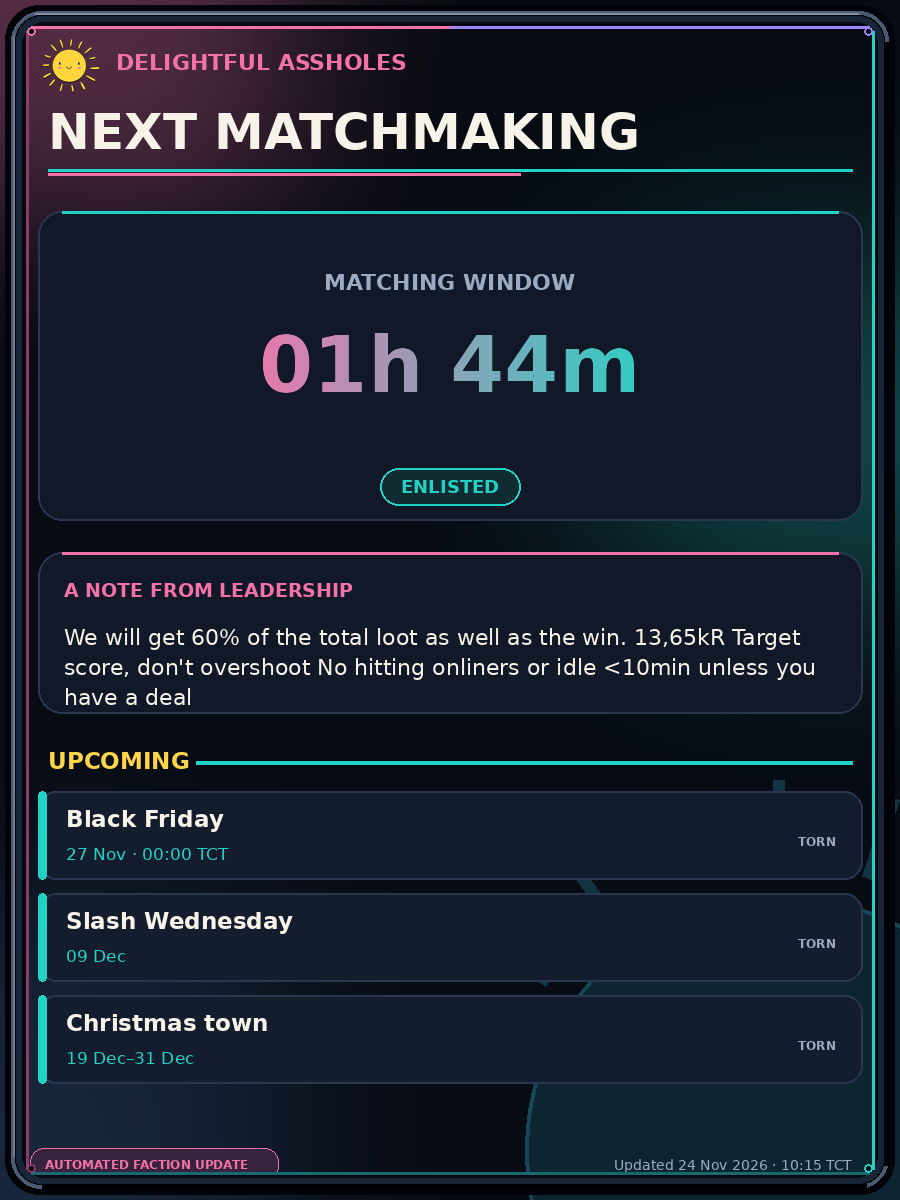 DELIGHTFUL ASSHOLES
NEXT MATCHMAKING
MATCHING WINDOW
01h 44m
ENLISTED
A NOTE FROM LEADERSHIP
We will get 60% of the total loot as well as the win. 13,65kR Target
score, don't overshoot No hitting onliners or idle <10min unless you
have a deal
UPCOMING
Black Friday
27 Nov · 00:00 TCT
TORN
Slash Wednesday
09 Dec
TORN
Christmas town
19 Dec–31 Dec
TORN
AUTOMATED FACTION UPDATE
Updated 24 Nov 2026 · 10:15 TCT